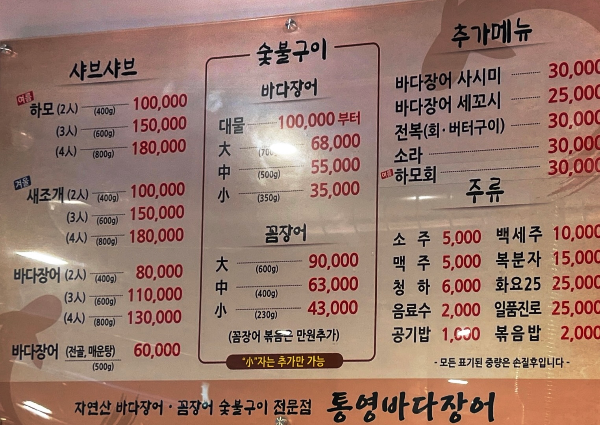 샤브샤브
여름 하모 (2人) (400g) 100,000
(3人) (600g) 150,000
(4人) (800g) 180,000
겨울 새조개 (2人) (400g) 100,000
(3人) (600g) 150,000
(4人) (800g) 180,000
바다장어 (2人) (400g) 80,000
(3人) (600g) 110,000
(4人) (800g) 130,000
바다장어 (전골, 매운탕) 60,000
(500g)
숯불구이
바다장어
대물 100,000 부터
大 (700g) 68,000
中 (500g) 55,000
小 (350g) 35,000
꼼장어
大 (600g) 90,000
中 (400g) 63,000
小 (230g) 43,000
(꼼장어 볶음은 만원추가)
"小"자는 추가만 가능
추가메뉴
바다장어 사시미 30,000
바다장어 세꼬시 25,000
전복(회·버터구이) 30,000
소라 30,000
여름 하모회 30,000
주류
소주 5,000 백세주 10,000
맥주 5,000 복분자 15,000
청하 6,000 화요25 25,000
음료수 2,000 일품진로 25,000
공기밥 1,000 볶음밥 2,000
- 모든 표기된 중량은 손질후입니다 -
자연산 바다장어·꼼장어 숯불구이 전문점 통영바다장어